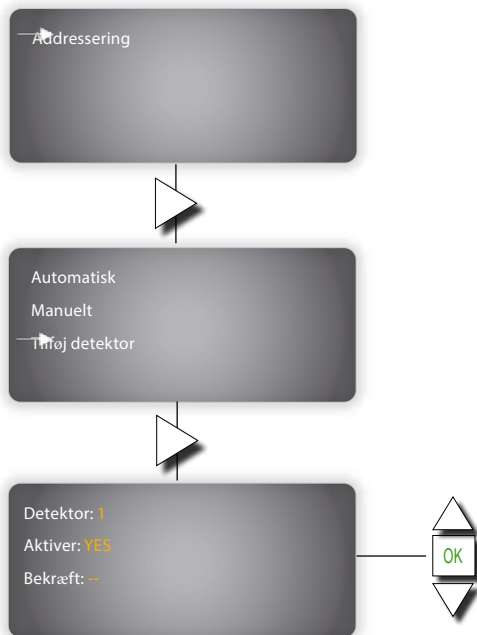 Addressering
Automatisk
Manuelt
Tilføj detektor
Detektor: 1
Aktiver: YES
Bekræft: --
OK